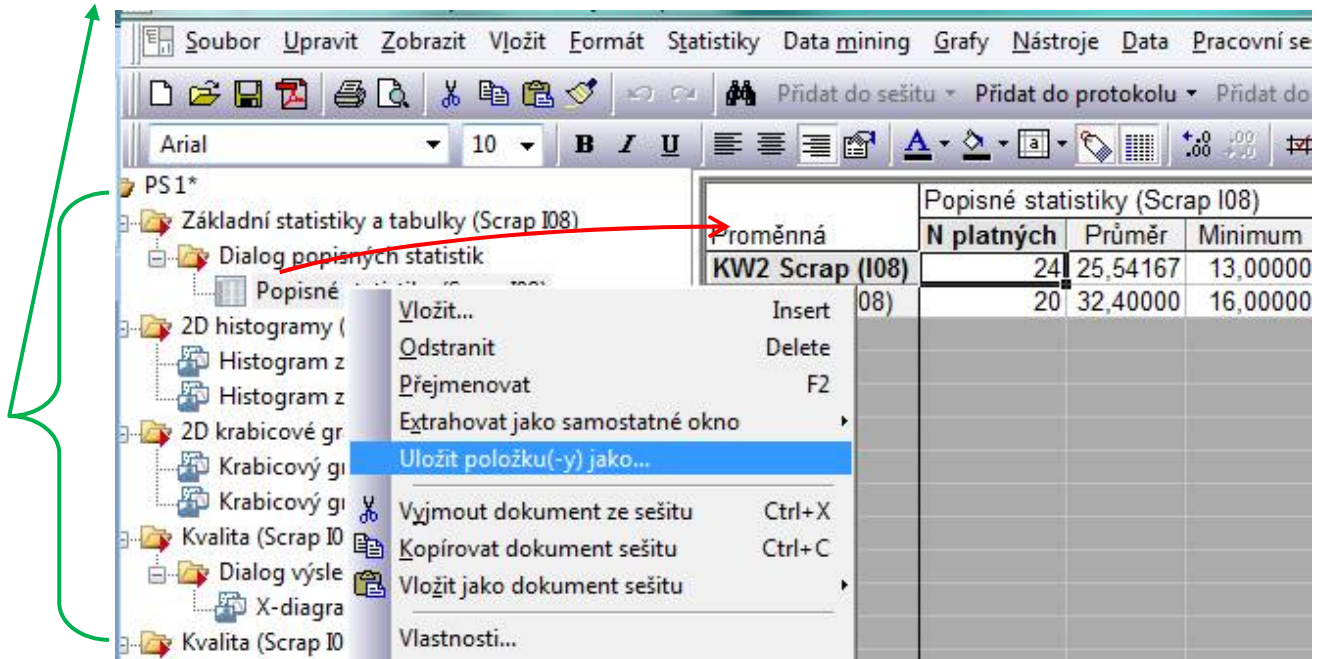 Soubor Upravit Zobrazit Vložit Formát Statistiky Data mining Grafy Nástroje Data Pracovní se
Přidat do sešitu Přidat do protokolu Přidat do
Arial 10 B I U
PS1*
Základní statistiky a tabulky (Scrap I08)
Dialog popisných statistik
Popisné
2D histogramy (
Histogram z
Histogram z
2D krabicové gr
Krabicový gr
Krabicový gr
Kvalita (Scrap I0
Dialog výsle
X-diagra
Kvalita (Scrap I0
Vložit... Insert
Odstranit Delete
Přejmenovat F2
Extrahovat jako samostatné okno
Uložit položku(-y) jako...
Vyjmout dokument ze sešitu Ctrl+X
Kopírovat dokument sešitu Ctrl+C
Vložit jako dokument sešitu
Vlastnosti...
Popisné statistiky (Scrap I08)
Proměnná N platných Průměr Minimum
KW2 Scrap (I08) 24 25,54167 13,00000
08) 20 32,40000 16,00000